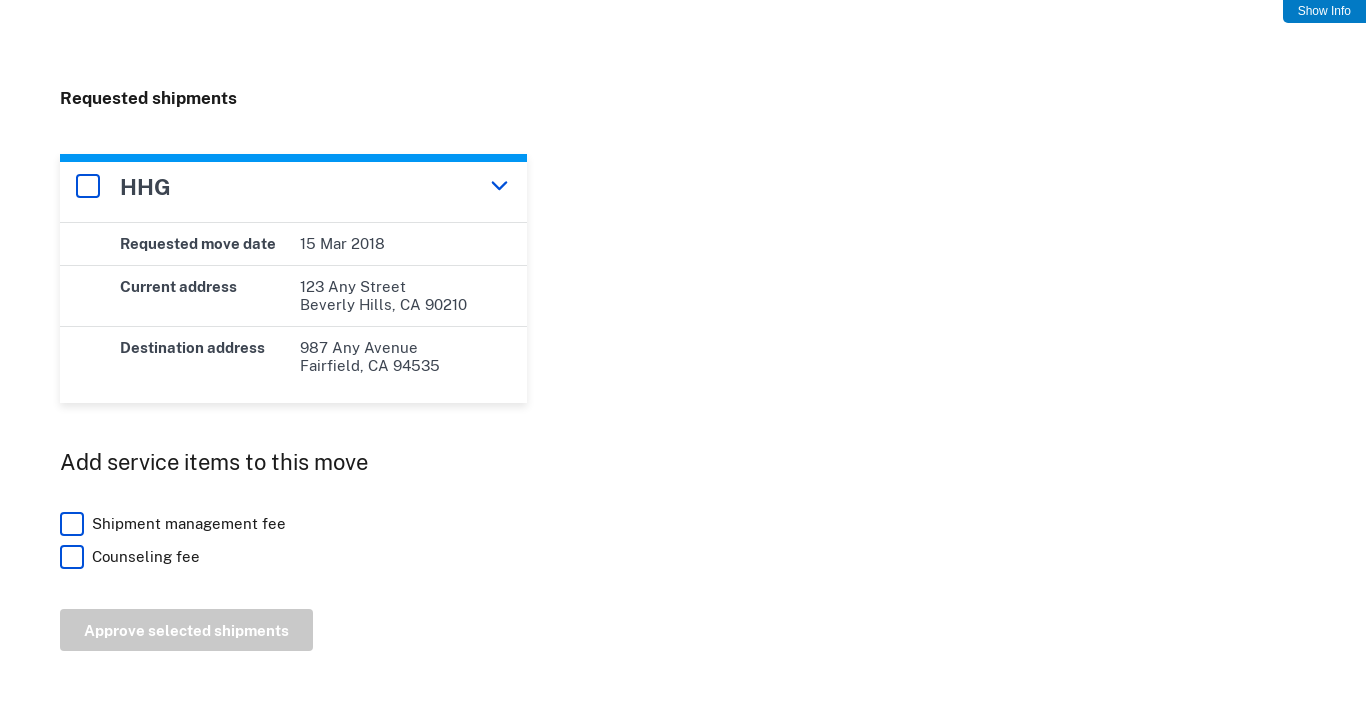 Show Info
Requested shipments
HHG
Requested move date 15 Mar 2018
Current address 123 Any Street
Beverly Hills, CA 90210
Destination address 987 Any Avenue
Fairfield, CA 94535
Add service items to this move
Shipment management fee
Counseling fee
Approve selected shipments